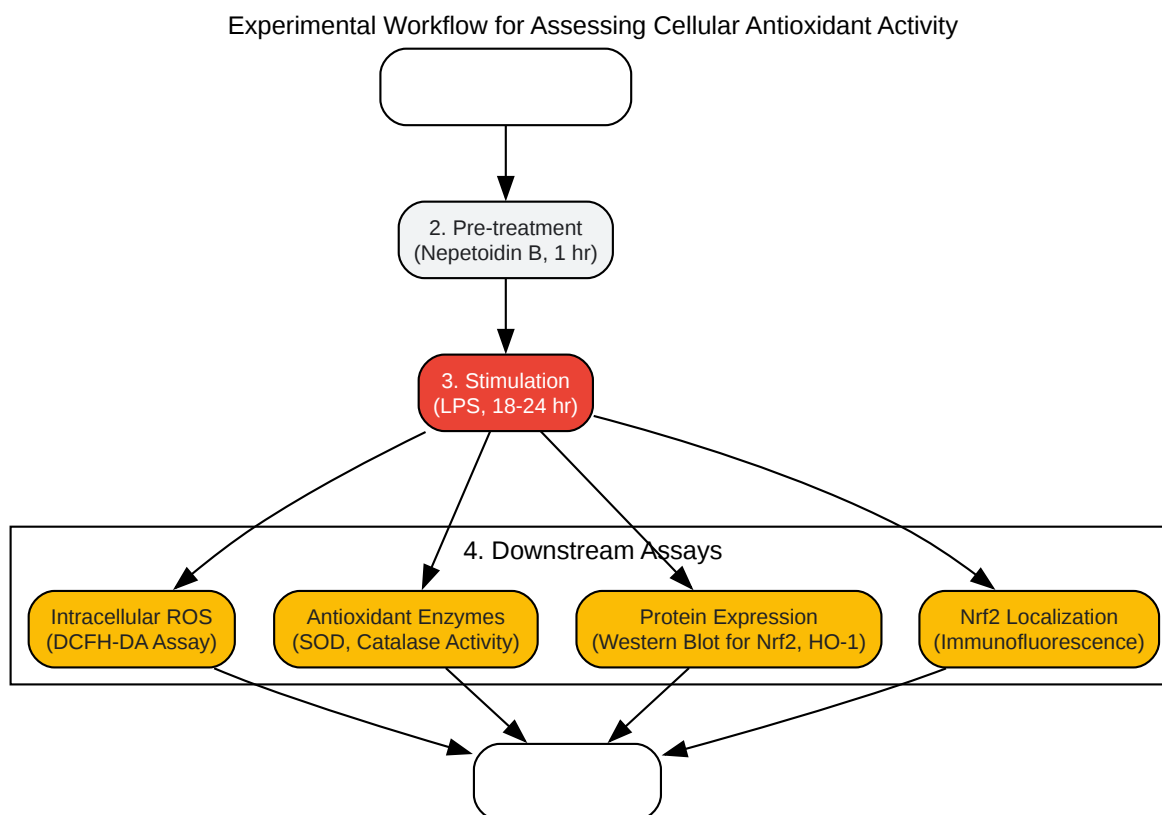 Experimental Workflow for Assessing Cellular Antioxidant Activity
2. Pre-treatment
(Nepetoidin B, 1 hr)
3. Stimulation
(LPS, 18-24 hr)
4. Downstream Assays
Intracellular ROS
(DCFH-DA Assay)
Antioxidant Enzymes
(SOD, Catalase Activity)
Protein Expression
(Western Blot for Nrf2, HO-1)
Nrf2 Localization
(Immunofluorescence)